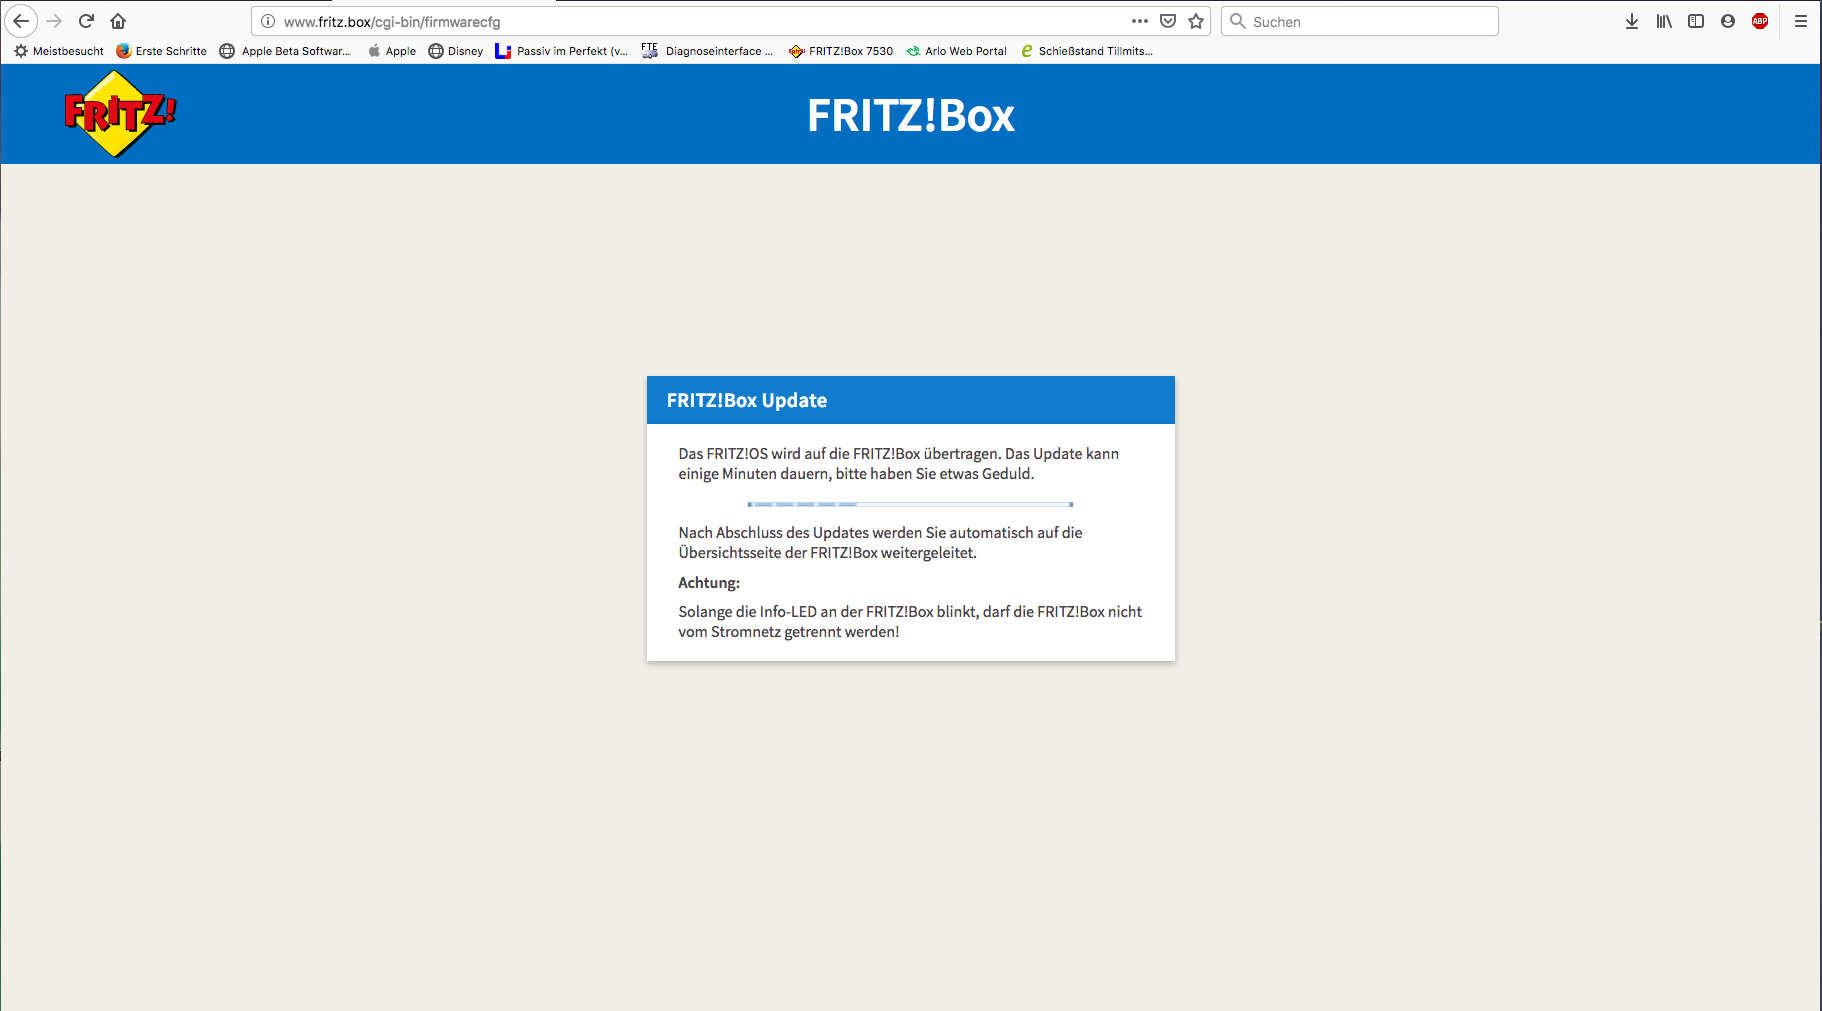 www.fritz.box/cgi-bin/firmwarecfg
Suchen
ABP
Meistbesucht
Erste Schritte
Apple Beta Softwar...
Apple
Disney
Passiv im Perfekt (v...
FTE
Diagnoseinterface ...
FRITZ!Box 7530
Arlo Web Portal
Schießstand Tillmits...
FRITZ!
FRITZ!Box
FRITZ!Box Update
Das FRITZ!OS wird auf die FRITZ!Box übertragen. Das Update kann
einige Minuten dauern, bitte haben Sie etwas Geduld.
Nach Abschluss des Updates werden Sie automatisch auf die
Übersichtsseite der FRITZ!Box weitergeleitet.
Achtung:
Solange die Info-LED an der FRITZ!Box blinkt, darf die FRITZ!Box nicht
vom Stromnetz getrennt werden!